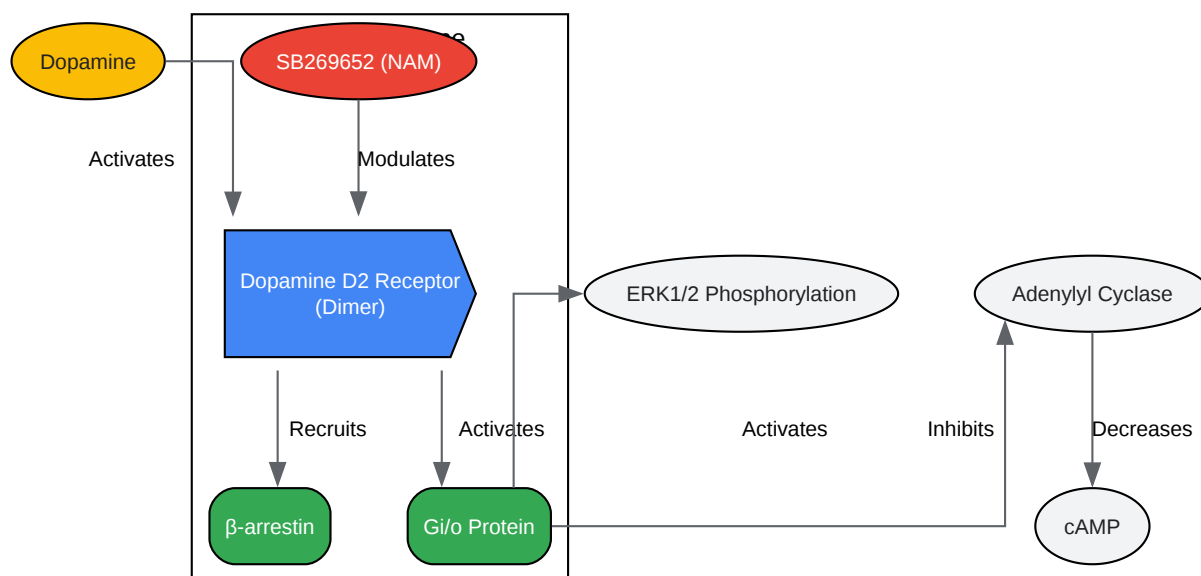 Dopamine
SB269652 (NAM)
Activates
Modulates
Dopamine D2 Receptor
(Dimer)
ERK1/2 Phosphorylation
Adenylyl Cyclase
Recruits
Activates
Activates
Inhibits
Decreases
β-arrestin
Gi/o Protein
cAMP